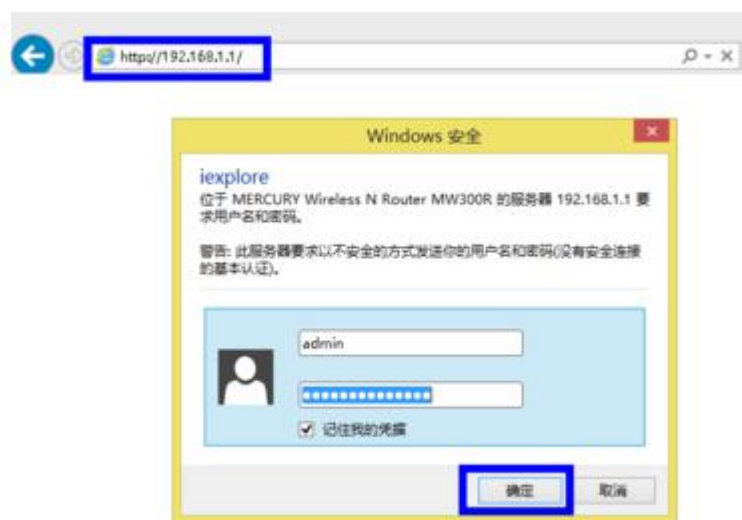 http://192.168.1.1/
Windows 安全
iexplore
位于 MERCURY Wireless N Router MW300R 的服务器 192.168.1.1 要
求用户名和密码。
警告: 此服务器要求以不安全的方式发送你的用户名和密码(没有安全连接
的基本认证)。
admin
记住我的凭据
确定
取消